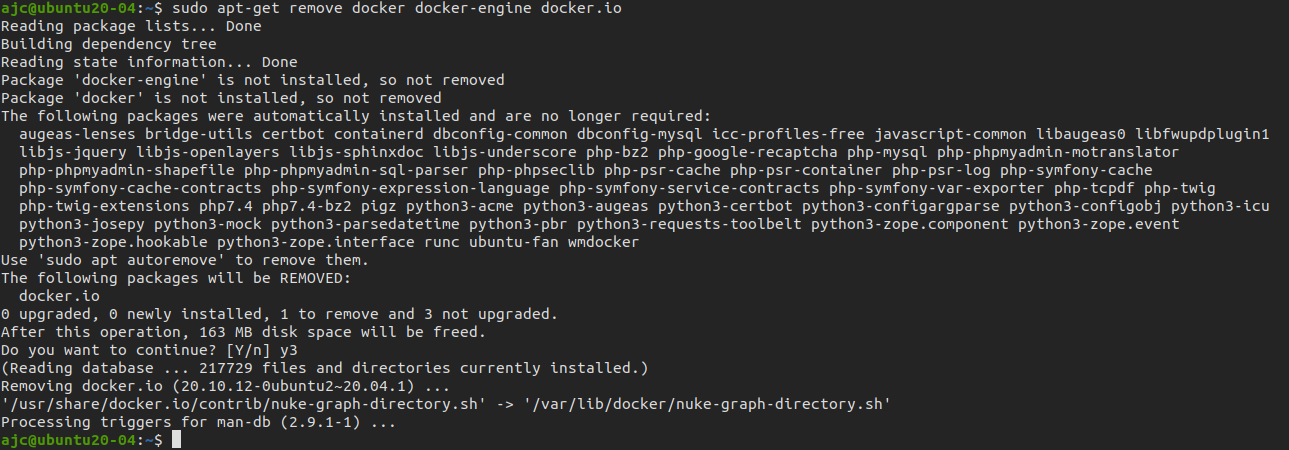 ajc@ubuntu20-04:~$ sudo apt-get remove docker docker-engine docker.io
Reading package lists... Done
Building dependency tree
Reading state information... Done
Package 'docker-engine' is not installed, so not removed
Package 'docker' is not installed, so not removed
The following packages were automatically installed and are no longer required:
  augeas-lenses bridge-utils certbot containerd dbconfig-common dbconfig-mysql icc-profiles-free javascript-common libaugeas0 libfwupdplugin1
  libjs-jquery libjs-openlayers libjs-sphinxdoc libjs-underscore php-bz2 php-google-recaptcha php-mysql php-phpmyadmin-motranslator
  php-phpmyadmin-shapefile php-phpmyadmin-sql-parser php-phpseclib php-psr-cache php-psr-container php-psr-log php-symfony-cache
  php-symfony-cache-contracts php-symfony-expression-language php-symfony-service-contracts php-symfony-var-exporter php-tcpdf php-twig
  php-twig-extensions php7.4 php7.4-bz2 pigz python3-acme python3-augeas python3-certbot python3-configargparse python3-configobj python3-icu
  python3-josepy python3-mock python3-parsedatetime python3-pbr python3-requests-toolbelt python3-zope.component python3-zope.event
  python3-zope.hookable python3-zope.interface runc ubuntu-fan wmdocker
Use 'sudo apt autoremove' to remove them.
The following packages will be REMOVED:
  docker.io
0 upgraded, 0 newly installed, 1 to remove and 3 not upgraded.
After this operation, 163 MB disk space will be freed.
Do you want to continue? [Y/n] y3
(Reading database ... 217729 files and directories currently installed.)
Removing docker.io (20.10.12-0ubuntu2~20.04.1) ...
'/usr/share/docker.io/contrib/nuke-graph-directory.sh' -> '/var/lib/docker/nuke-graph-directory.sh'
Processing triggers for man-db (2.9.1-1) ...
ajc@ubuntu20-04:~$